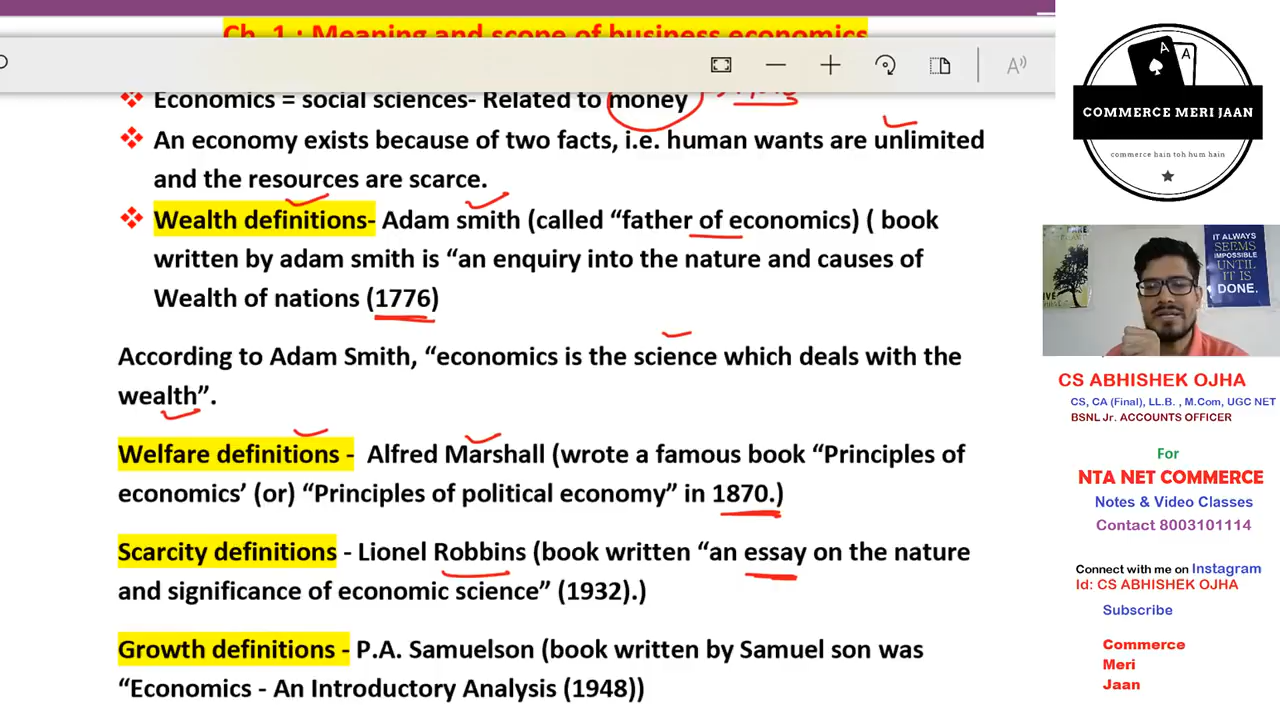 Ch. 1 : Meaning and scope of business economics
Economics = social sciences- Related to money
An economy exists because of two facts, i.e. human wants are unlimited
and the resources are scarce.
Wealth definitions- Adam smith (called “father of economics) ( book
written by adam smith is “an enquiry into the nature and causes of
Wealth of nations (1776)
According to Adam Smith, “economics is the science which deals with the
wealth”.
Welfare definitions - Alfred Marshall (wrote a famous book “Principles of
economics’ (or) “Principles of political economy” in 1870.)
Scarcity definitions - Lionel Robbins (book written “an essay on the nature
and significance of economic science” (1932).)
Growth definitions - P.A. Samuelson (book written by Samuel son was
“Economics - An Introductory Analysis (1948))
A
A
COMMERCE MERI JAAN
commerce hain toh hum hain
IT ALWAYS
SEEMS
IMPOSSIBLE
UNTIL
IT IS
DONE.
CS ABHISHEK OJHA
CS, CA (Final), LL.B. , M.Com, UGC NET
BSNL Jr. ACCOUNTS OFFICER
For
NTA NET COMMERCE
Notes & Video Classes
Contact 8003101114
Connect with me on Instagram
Id: CS ABHISHEK OJHA
Subscribe
Commerce
Meri
Jaan